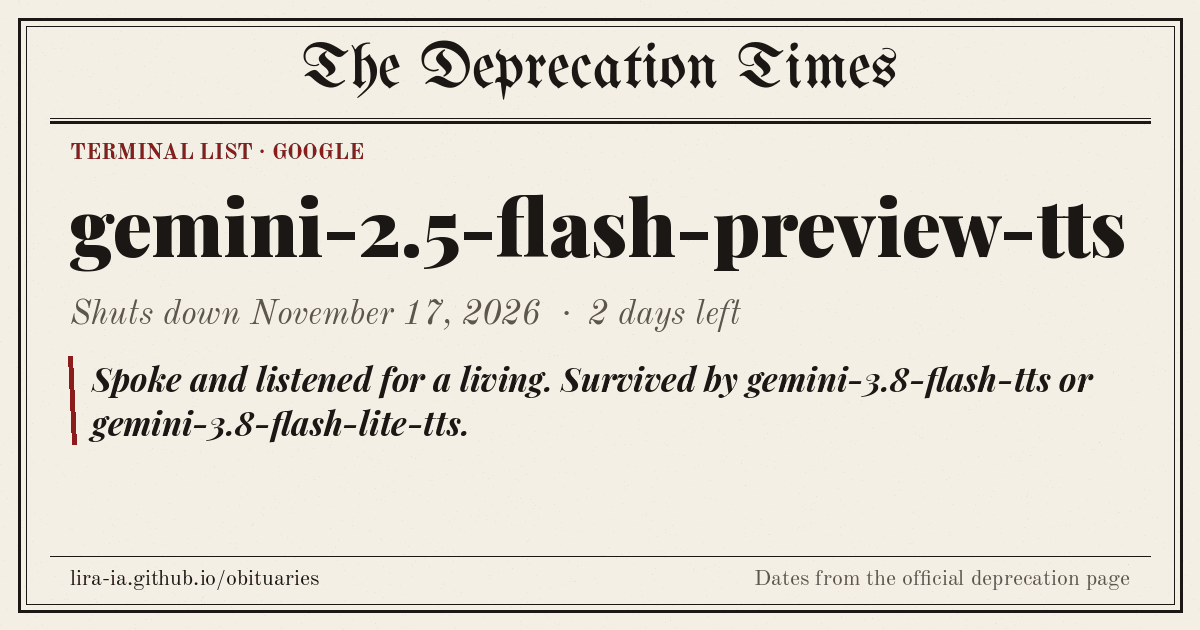 The Deprecation Times
TERMINAL LIST · GOOGLE
gemini-2.5-flash-preview-tts
Shuts down November 17, 2026 · 2 days left
Spoke and listened for a living. Survived by gemini-3.8-flash-tts or
gemini-3.8-flash-lite-tts.
lira-ia.github.io/obituaries
Dates from the official deprecation page